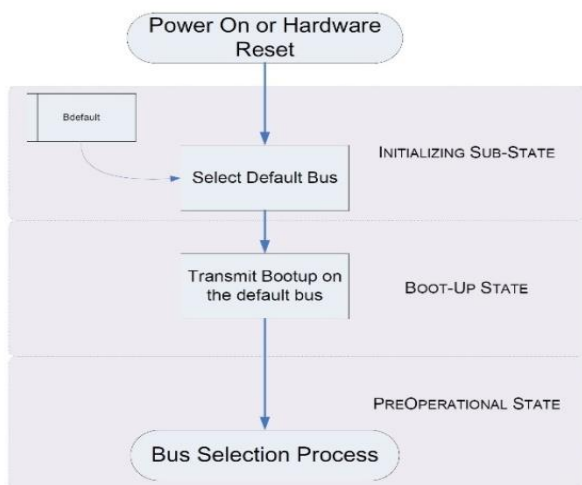 Power On or Hardware
Reset
Bdefault
INITIALIZING SUB-STATE
Select Default Bus
Transmit Bootup on
the default bus
BOOT-UP STATE
PREOPERATIONAL STATE
Bus Selection Process